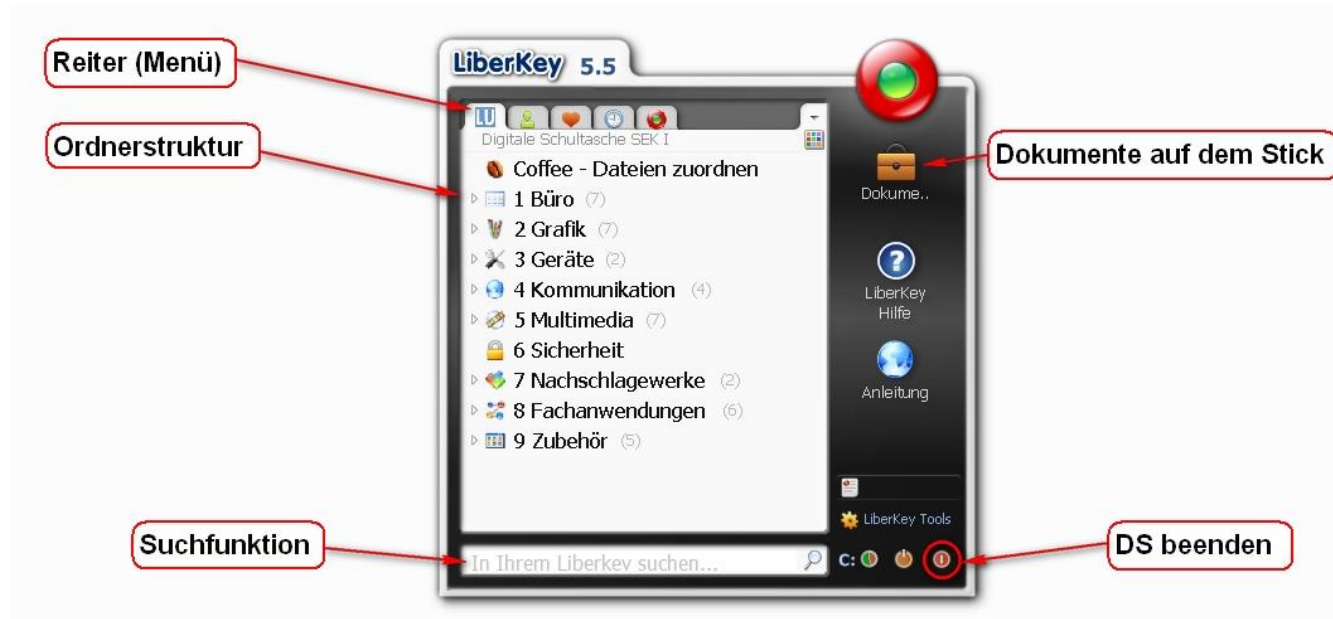 Reiter (Menü)
Ordnerstruktur
Suchfunktion
LiberKey 5.5
LU
Digitale Schultasche SEK I
Coffee - Dateien zuordnen
1 Büro (7)
2 Grafik (7)
3 Geräte (2)
4 Kommunikation (4)
5 Multimedia (7)
6 Sicherheit
7 Nachschlagewerke (2)
8 Fachanwendungen (6)
9 Zubehör (5)
In Ihrem Liberkey suchen...
Dokume..
LiberKey
Hilfe
Anleitung
LiberKey Tools
C:
Dokumente auf dem Stick
DS beenden